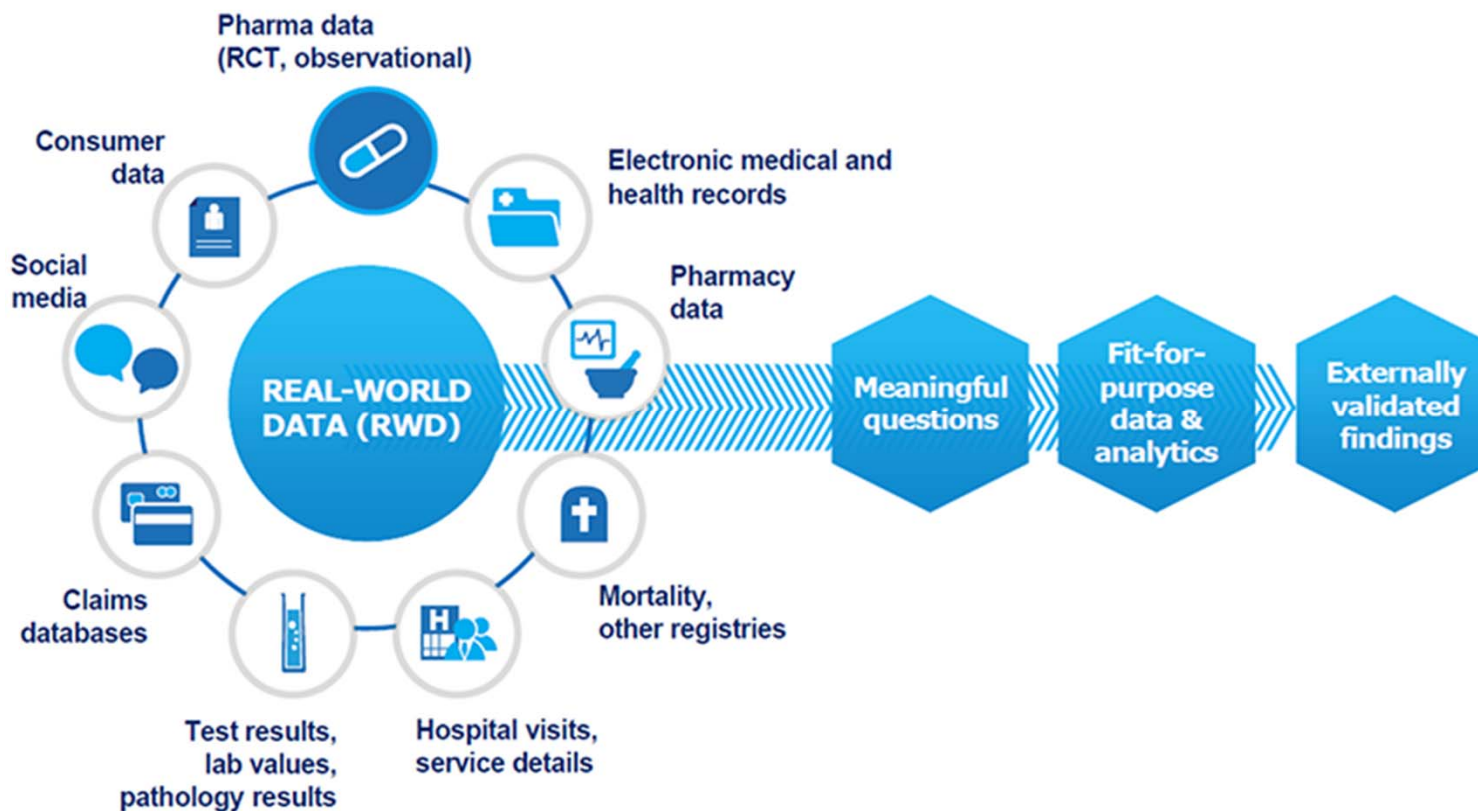 Pharma data
(RCT, observational)
Consumer
data
Electronic medical and
health records
Social
media
Pharmacy
data
REAL-WORLD
DATA (RWD)
Meaningful
questions
Fit-for-
purpose
data &
analytics
Externally
validated
findings
Claims
databases
Mortality,
other registries
H
Test results,
lab values,
pathology results
Hospital visits,
service details